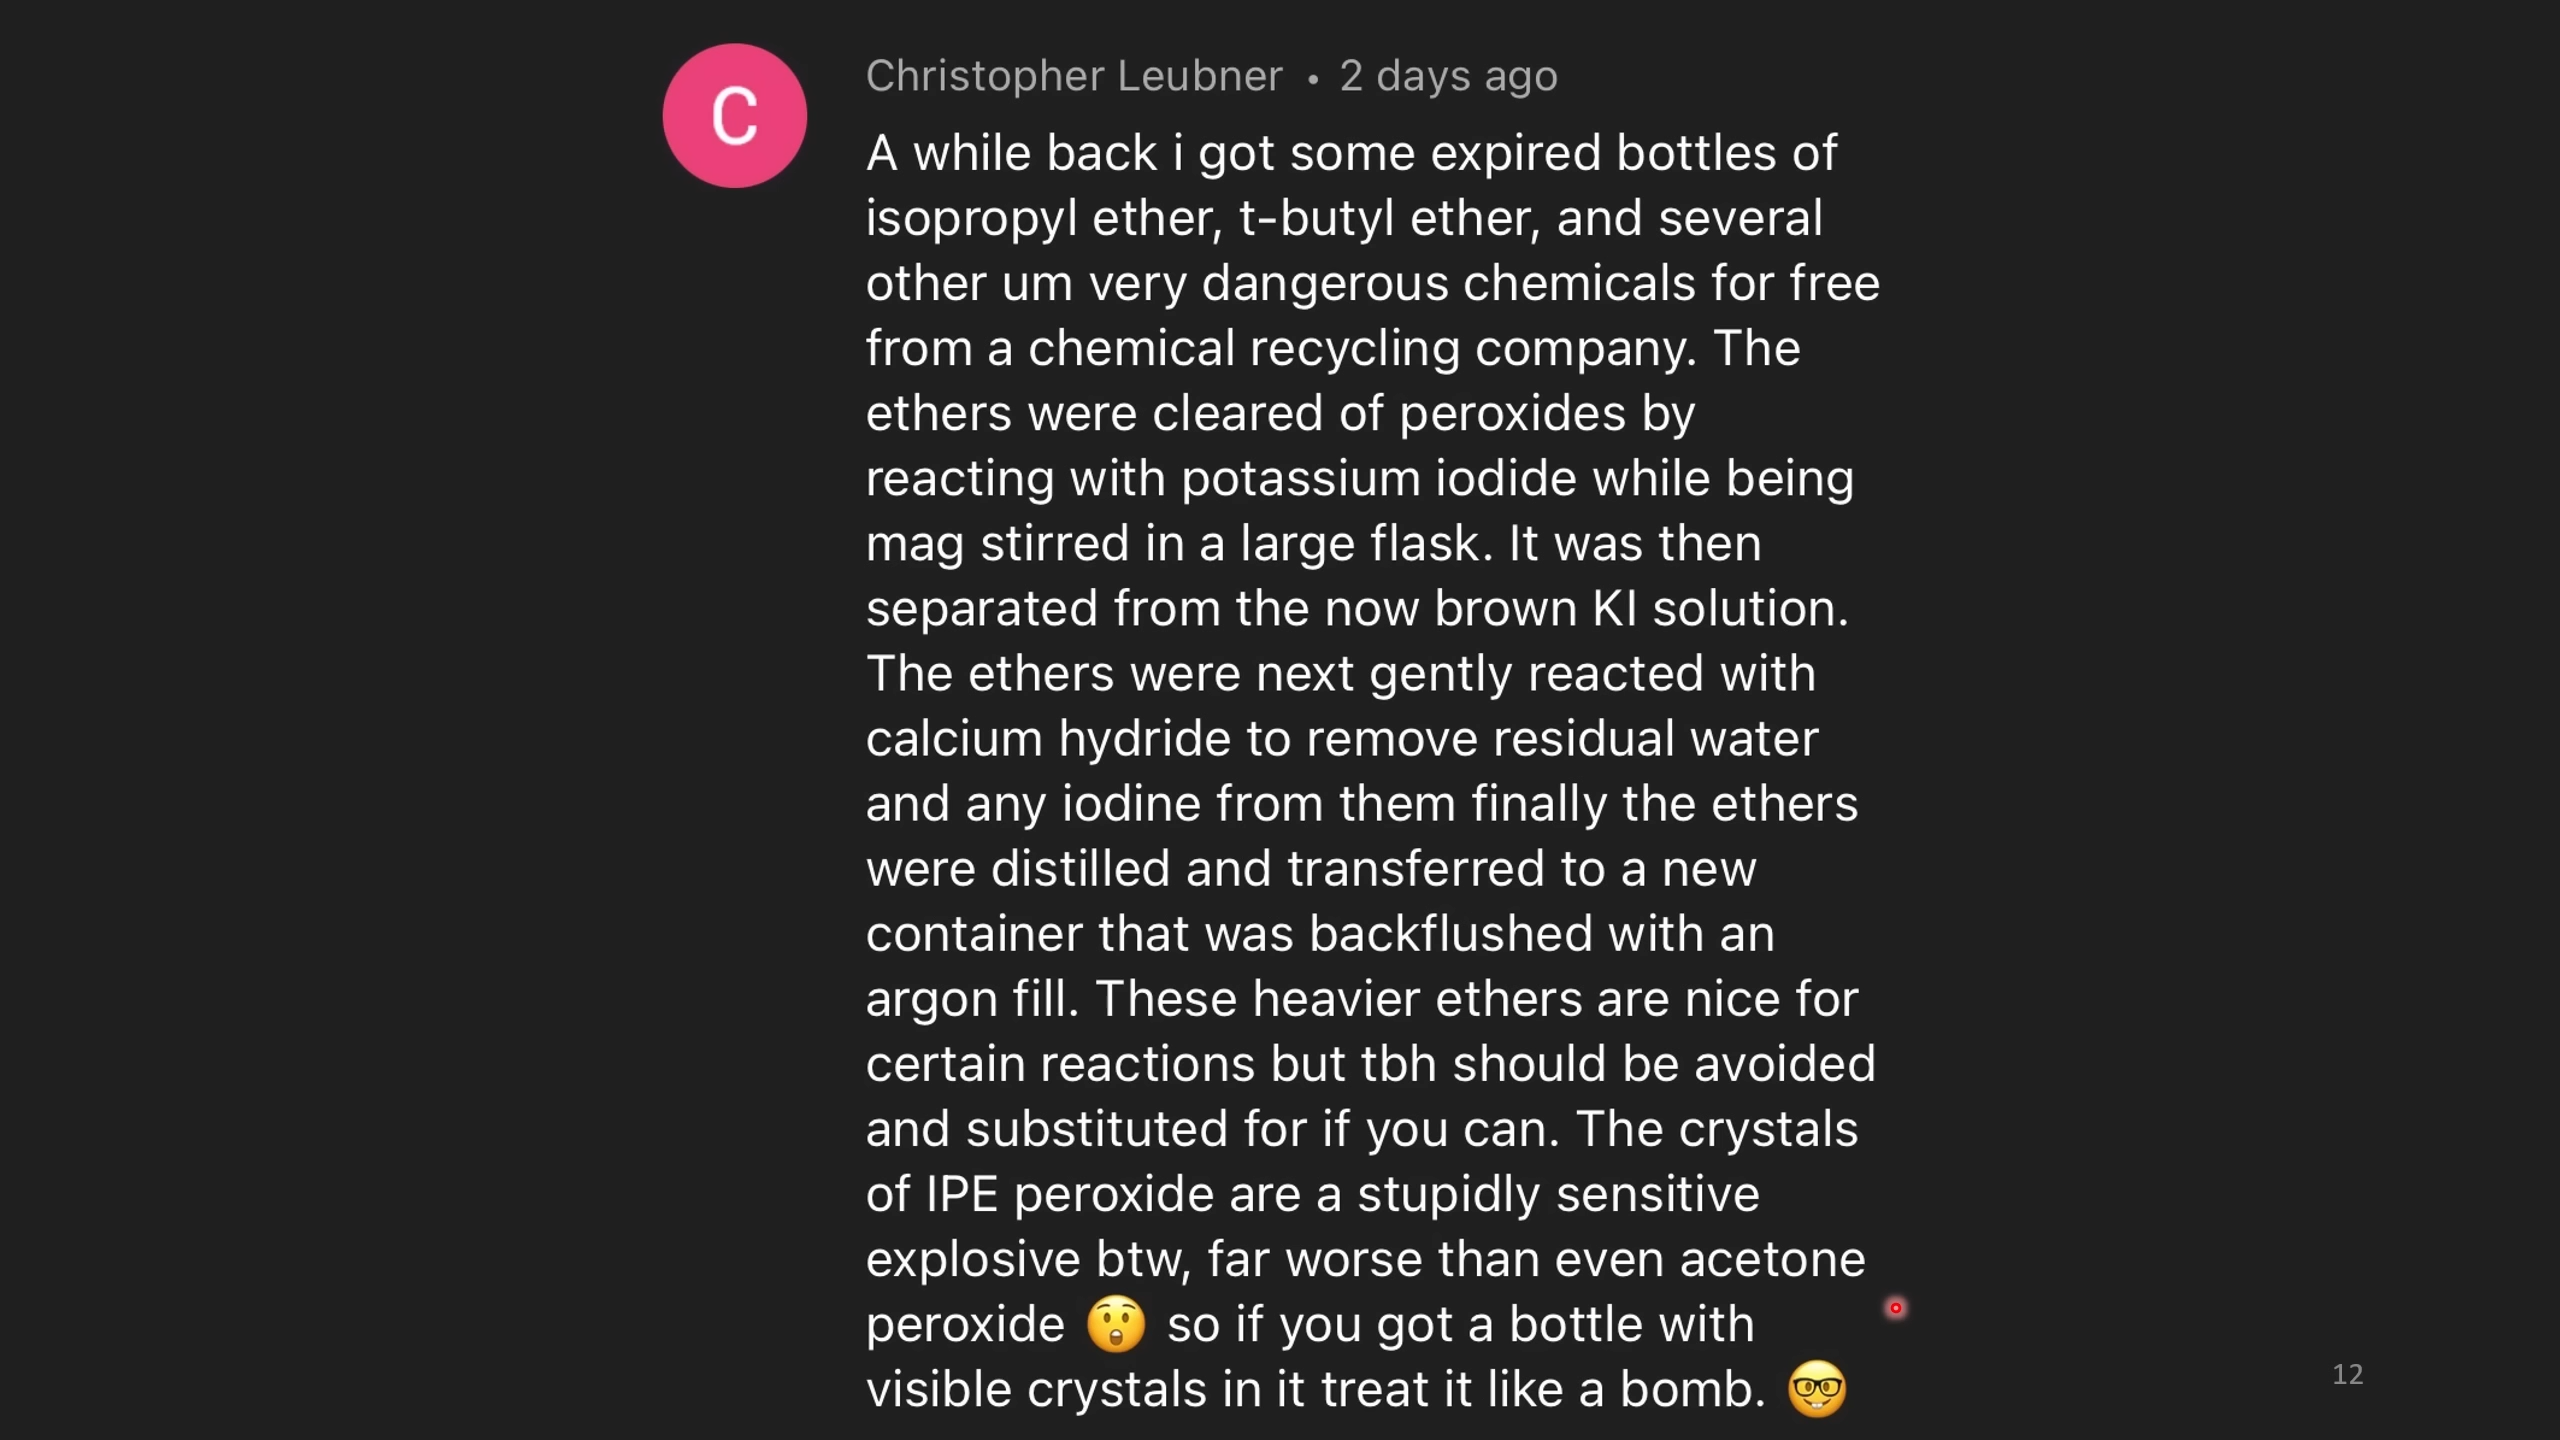 C
Christopher Leubner • 2 days ago
A while back i got some expired bottles of
isopropyl ether, t-butyl ether, and several
other um very dangerous chemicals for free
from a chemical recycling company. The
ethers were cleared of peroxides by
reacting with potassium iodide while being
mag stirred in a large flask. It was then
separated from the now brown KI solution.
The ethers were next gently reacted with
calcium hydride to remove residual water
and any iodine from them finally the ethers
were distilled and transferred to a new
container that was backflushed with an
argon fill. These heavier ethers are nice for
certain reactions but tbh should be avoided
and substituted for if you can. The crystals
of IPE peroxide are a stupidly sensitive
explosive btw, far worse than even acetone
peroxide 😲 so if you got a bottle with
visible crystals in it treat it like a bomb. 🤓
12